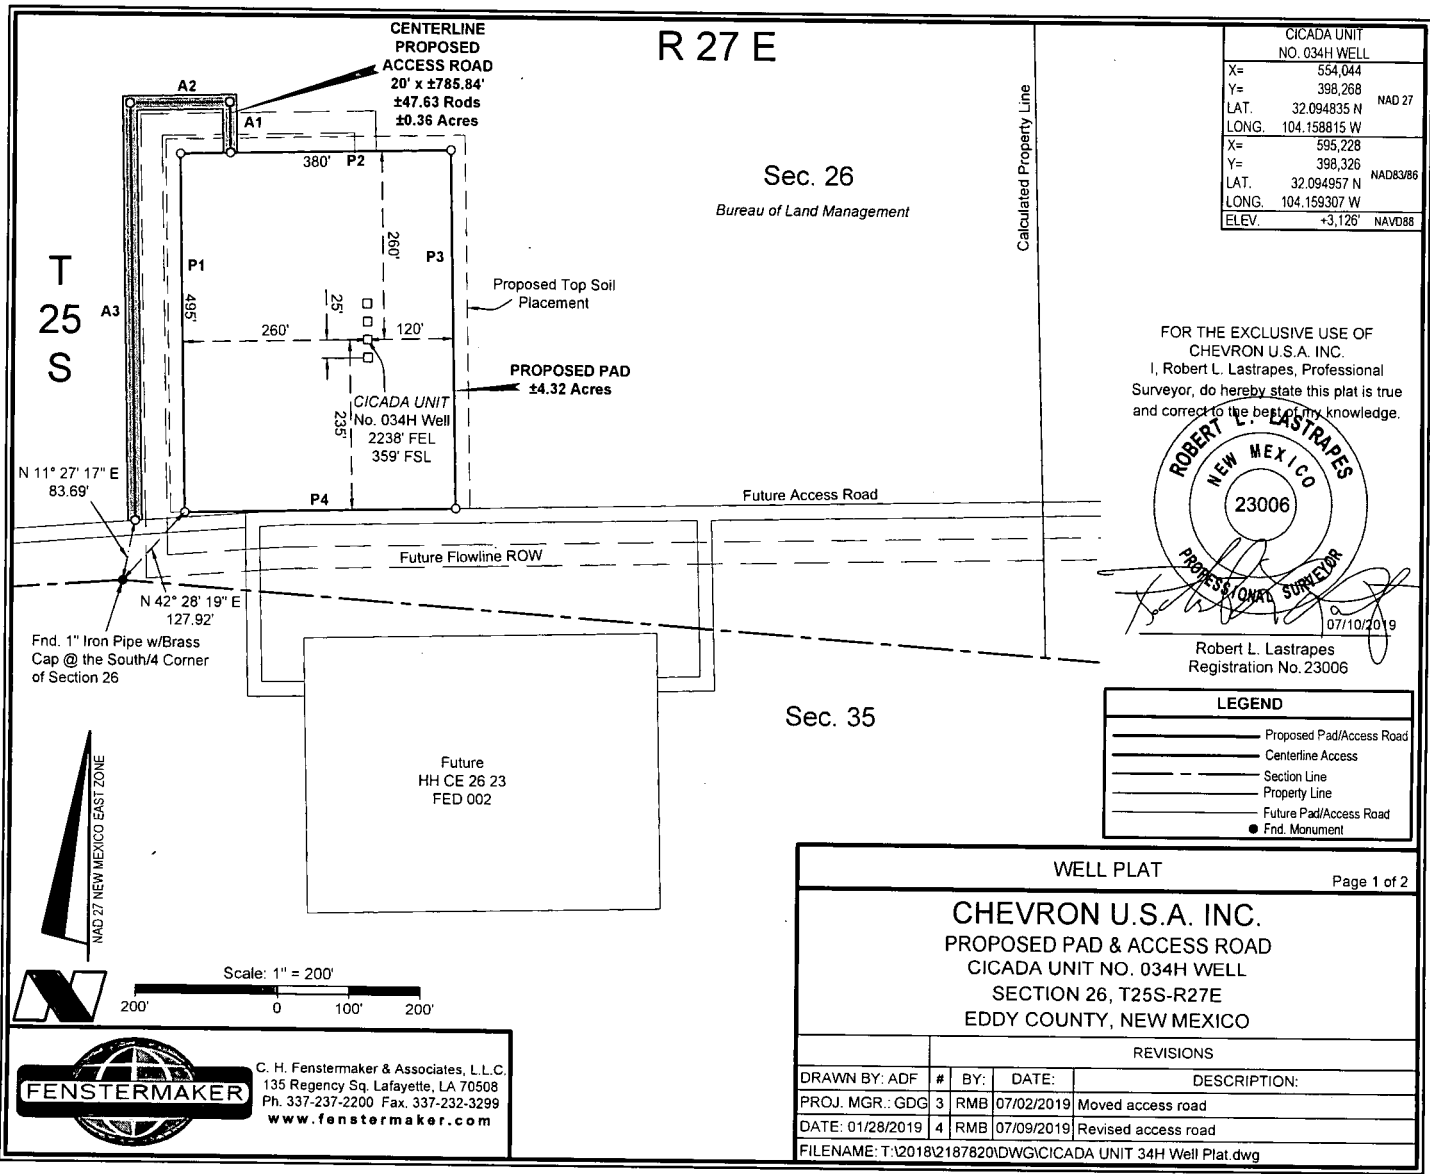 R 27 E
CENTERLINE
PROPOSED
ACCESS ROAD
20' x ±785.84'
±47.63 Rods
±0.36 Acres
A2
A1
380'
P2
260'
P3
P1
495'
A3
T
25
S
25'
260'
120'
235'
P4
CICADA UNIT
No. 034H Well
2238' FEL
359' FSL
Proposed Top Soil
Placement
PROPOSED PAD
±4.32 Acres
Sec. 26
Bureau of Land Management
Calculated Property Line
CICADA UNIT
NO. 034H WELL
X= 554,044
Y= 398,268
LAT. 32.094835 N
LONG. 104.158815 W
NAD 27
X= 595,228
Y= 398,326
LAT. 32.094957 N
LONG. 104.159307 W
NAD83/86
ELEV. +3,126' NAVD88
FOR THE EXCLUSIVE USE OF
CHEVRON U.S.A. INC.
I, Robert L. Lastrapes, Professional
Surveyor, do hereby state this plat is true
and correct to the best of my knowledge.
ROBERT L. LASTRAPES
NEW MEXICO
23006
PROFESSIONAL SURVEYOR
07/10/2019
Robert L. Lastrapes
Registration No. 23006
N 11° 27' 17" E
83.69'
N 42° 28' 19" E
127.92'
Fnd. 1" Iron Pipe w/Brass
Cap @ the South/4 Corner
of Section 26
Future Access Road
Future Flowline ROW
Sec. 35
Future
HH CE 26 23
FED 002
LEGEND
Proposed Pad/Access Road
Centerline Access
Section Line
Property Line
Future Pad/Access Road
Fnd. Monument
NAD 27 NEW MEXICO EAST ZONE
N
Scale: 1" = 200'
200' 0 100' 200'
FENSTERMAKER
C. H. Fenstermaker & Associates, L.L.C.
135 Regency Sq. Lafayette, LA 70508
Ph. 337-237-2200 Fax. 337-232-3299
www.fenstermaker.com
WELL PLAT
Page 1 of 2
CHEVRON U.S.A. INC.
PROPOSED PAD & ACCESS ROAD
CICADA UNIT NO. 034H WELL
SECTION 26, T25S-R27E
EDDY COUNTY, NEW MEXICO
REVISIONS
DRAWN BY: ADF # BY: DATE: DESCRIPTION:
PROJ. MGR.: GDG 3 RMB 07/02/2019 Moved access road
DATE: 01/28/2019 4 RMB 07/09/2019 Revised access road
FILENAME: T:\2018\2187820\DWG\CICADA UNIT 34H Well Plat.dwg